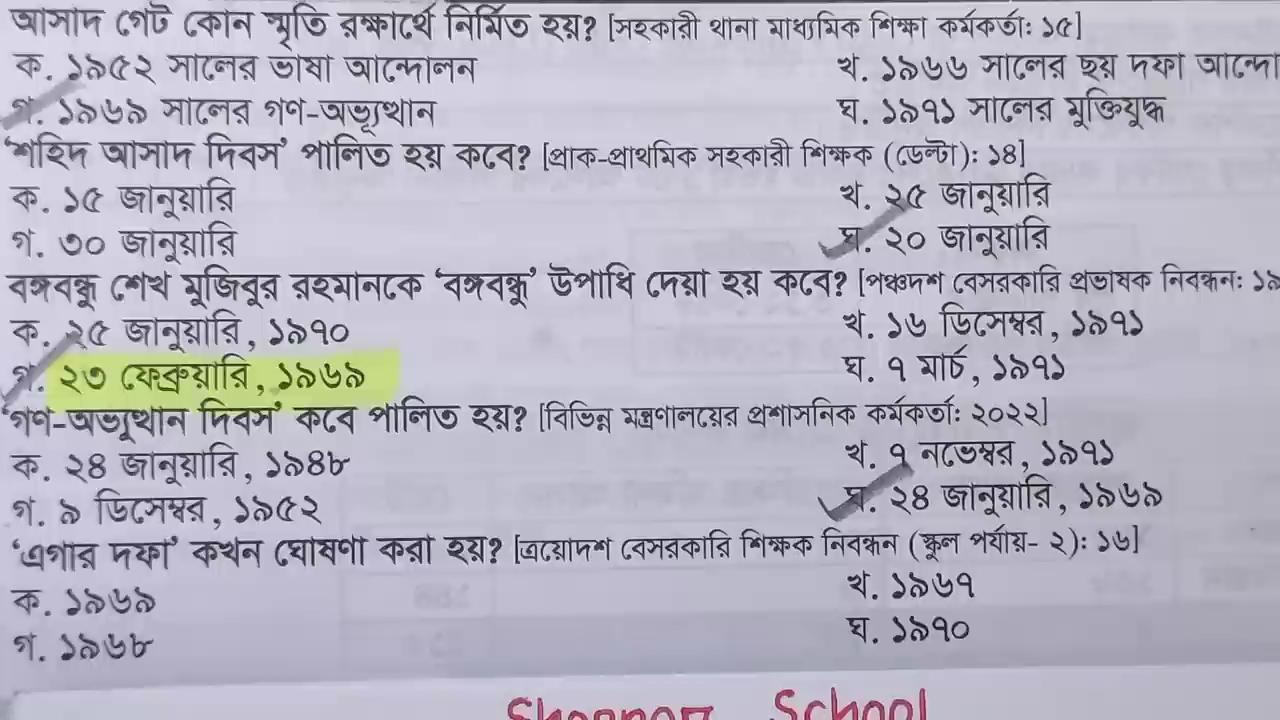 আসাদ গেট কোন স্মৃতি রক্ষার্থে নির্মিত হয়? [সহকারী থানা মাধ্যমিক শিক্ষা কর্মকর্তা: ১৫]
ক. ১৯৫২ সালের ভাষা আন্দোলন খ. ১৯৬৬ সালের ছয় দফা আন্দো
গ. ১৯৬৯ সালের গণ-অভ্যুত্থান ঘ. ১৯৭১ সালের মুক্তিযুদ্ধ
'শহিদ আসাদ দিবস' পালিত হয় কবে? [প্রাক-প্রাথমিক সহকারী শিক্ষক (ডেল্টা): ১৪]
ক. ১৫ জানুয়ারি খ. ২৫ জানুয়ারি
গ. ৩০ জানুয়ারি ঘ. ২০ জানুয়ারি
বঙ্গবন্ধু শেখ মুজিবুর রহমানকে 'বঙ্গবন্ধু' উপাধি দেয়া হয় কবে? [পঞ্চদশ বেসরকারি প্রভাষক নিবন্ধন: ১৯
ক. ২৫ জানুয়ারি, ১৯৭০ খ. ১৬ ডিসেম্বর, ১৯৭১
গ. ২৩ ফেব্রুয়ারি, ১৯৬৯ ঘ. ৭ মার্চ, ১৯৭১
'গণ-অভ্যুত্থান দিবস' কবে পালিত হয়? [বিভিন্ন মন্ত্রণালয়ের প্রশাসনিক কর্মকর্তা: ২০২২]
ক. ২৪ জানুয়ারি, ১৯৪৮ খ. ৭ নভেম্বর, ১৯৭১
গ. ৯ ডিসেম্বর, ১৯৫২ ঘ. ২৪ জানুয়ারি, ১৯৬৯
'এগার দফা' কখন ঘোষণা করা হয়? [ত্রয়োদশ বেসরকারি শিক্ষক নিবন্ধন (স্কুল পর্যায়- ২): ১৬]
ক. ১৯৬৯ খ. ১৯৬৭
গ. ১৯৬৮ ঘ. ১৯৭০
School